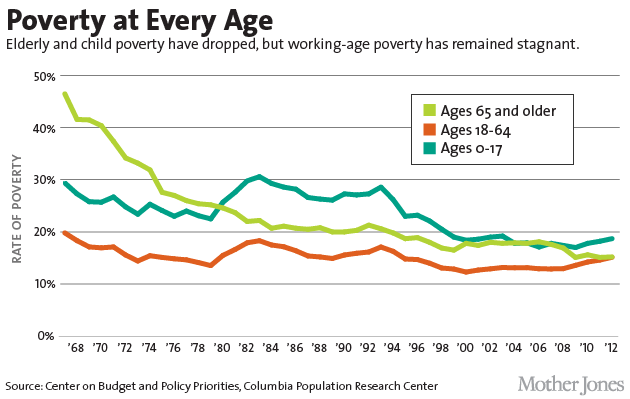 Poverty at Every Age
Elderly and child poverty have dropped, but working-age poverty has remained stagnant.
50%
40%
30%
20%
10%
0%
RATE OF POVERTY
Ages 65 and older
Ages 18-64
Ages 0-17
'68 '70 '72 '74 '76 '78 '80 '82 '84 '86 '88 '90 '92 '94 '96 '98 '00 '02 '04 '06 '08 '10 '12
Source: Center on Budget and Policy Priorities, Columbia Population Research Center
Mother Jones